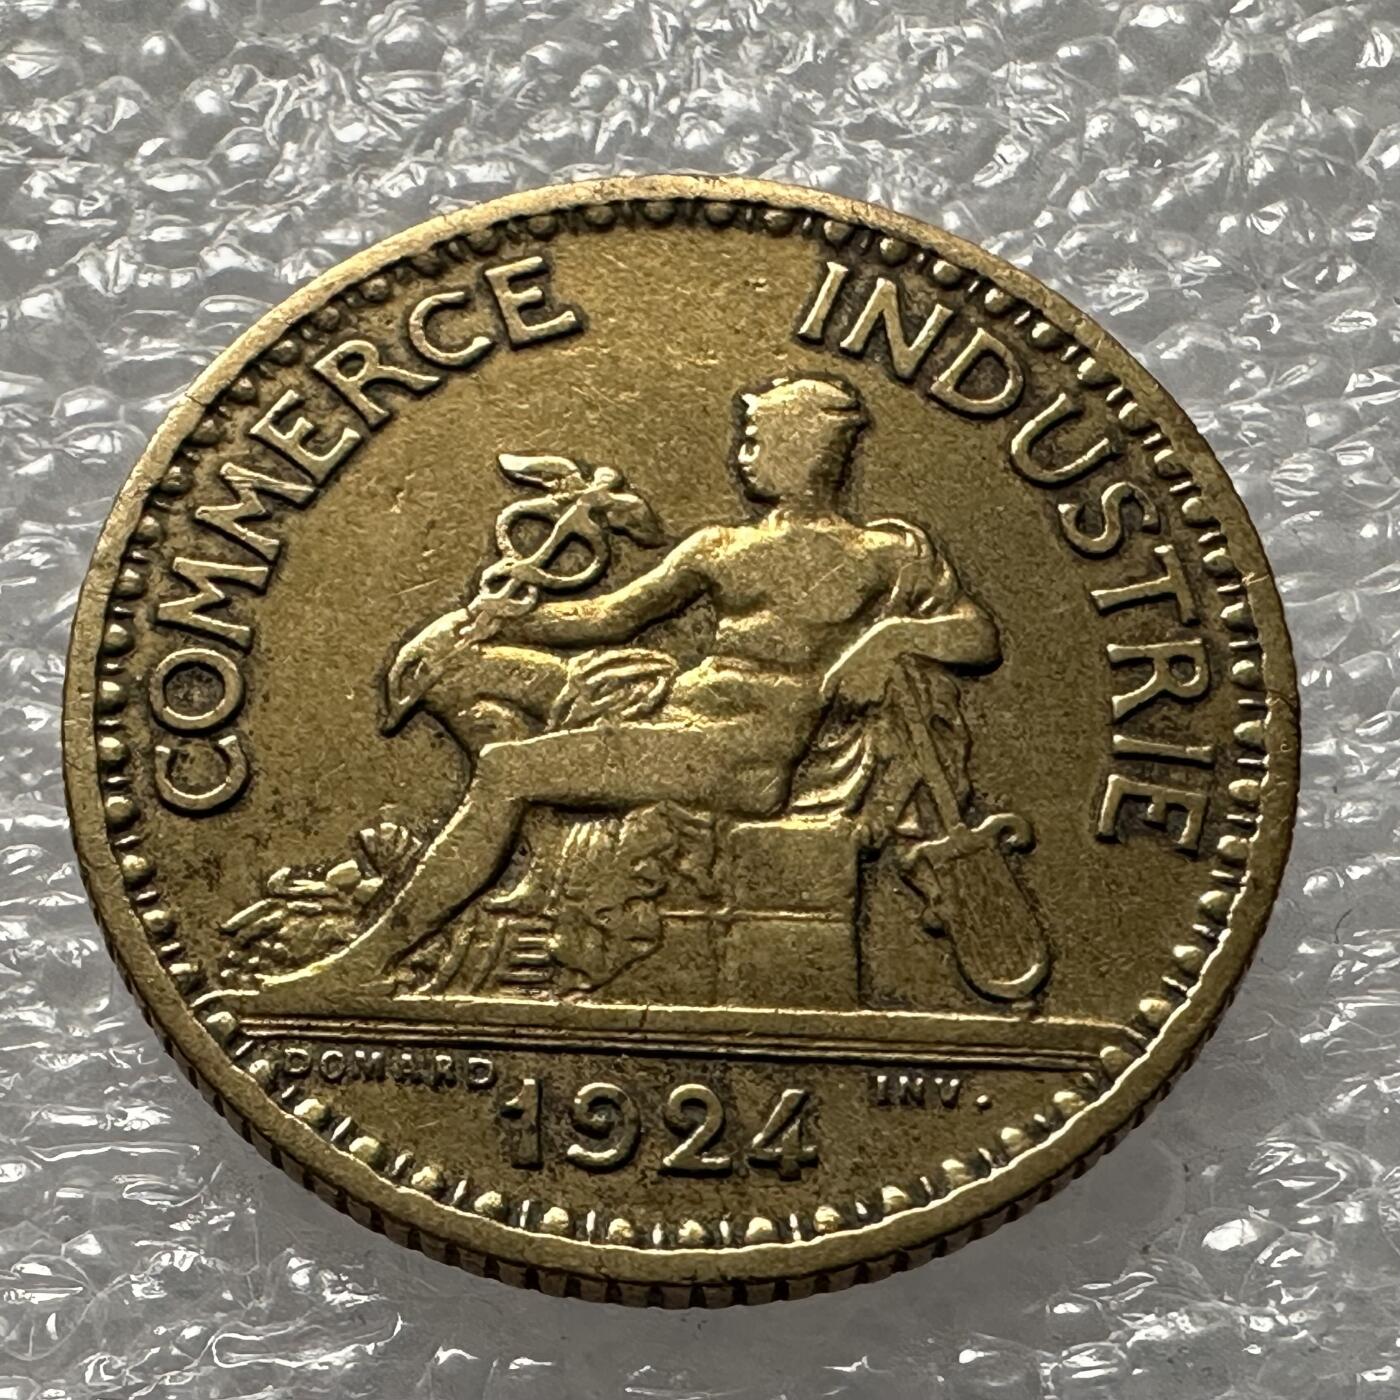 COMMERCE INDUSTRIE
DOMARD INV.
1924